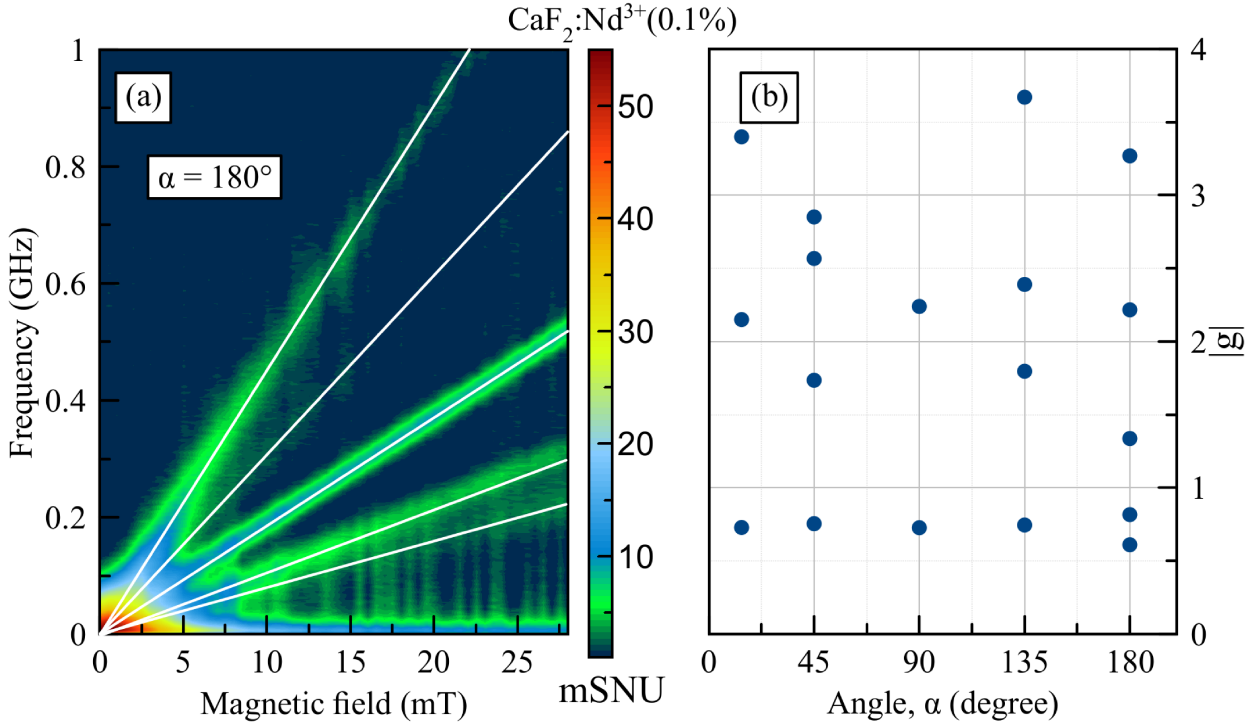 CaF₂:Nd³⁺(0.1%)
(a)
α = 180°
Frequency (GHz)
1
0.8
0.6
0.4
0.2
0
0 5 10 15 20 25
Magnetic field (mT)
50
40
30
20
10
mSNU
(b)
4
3
2
1
0
|g|
0 45 90 135 180
Angle, α (degree)